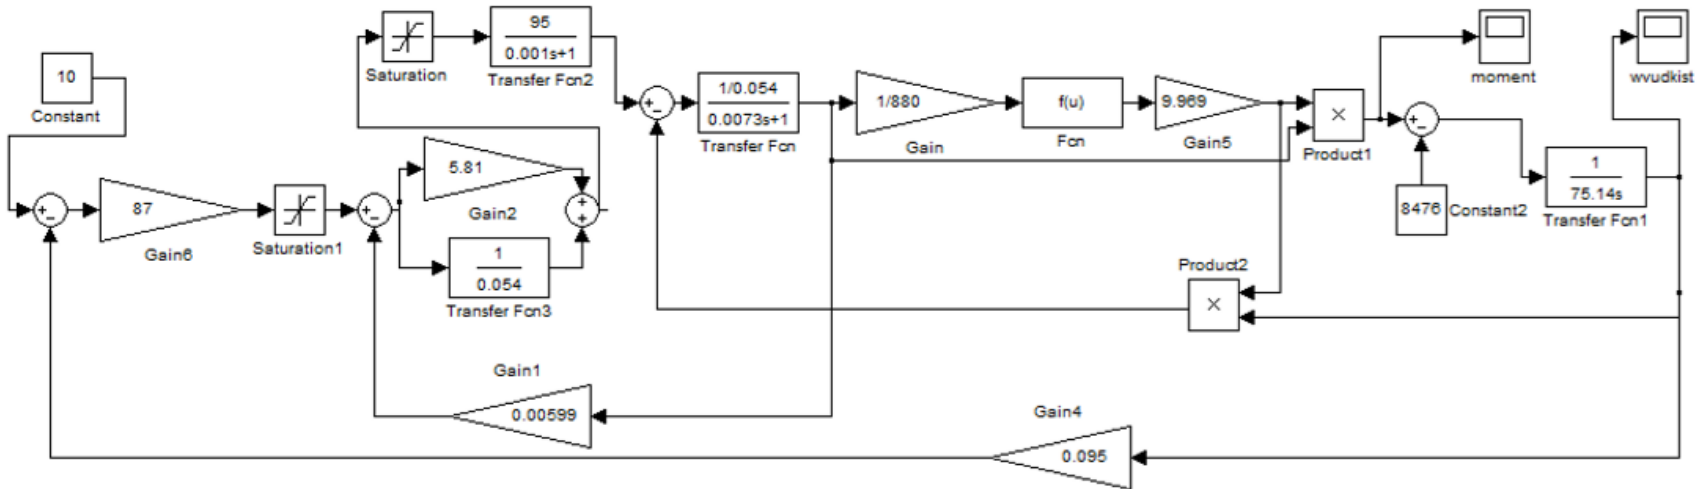 10
Constant
Saturation
95
0.001s+1
Transfer Fcn2
87
Gain6
Saturation1
5.81
Gain2
1
0.054
Transfer Fcn3
1/0.054
0.0073s+1
Transfer Fcn
1/880
Gain
f(u)
Fcn
9.969
Gain5
×
Product1
moment
wvudkist
8476
Constant2
1
75.14s
Transfer Fcn1
Product2
×
Gain1
0.00599
Gain4
0.095